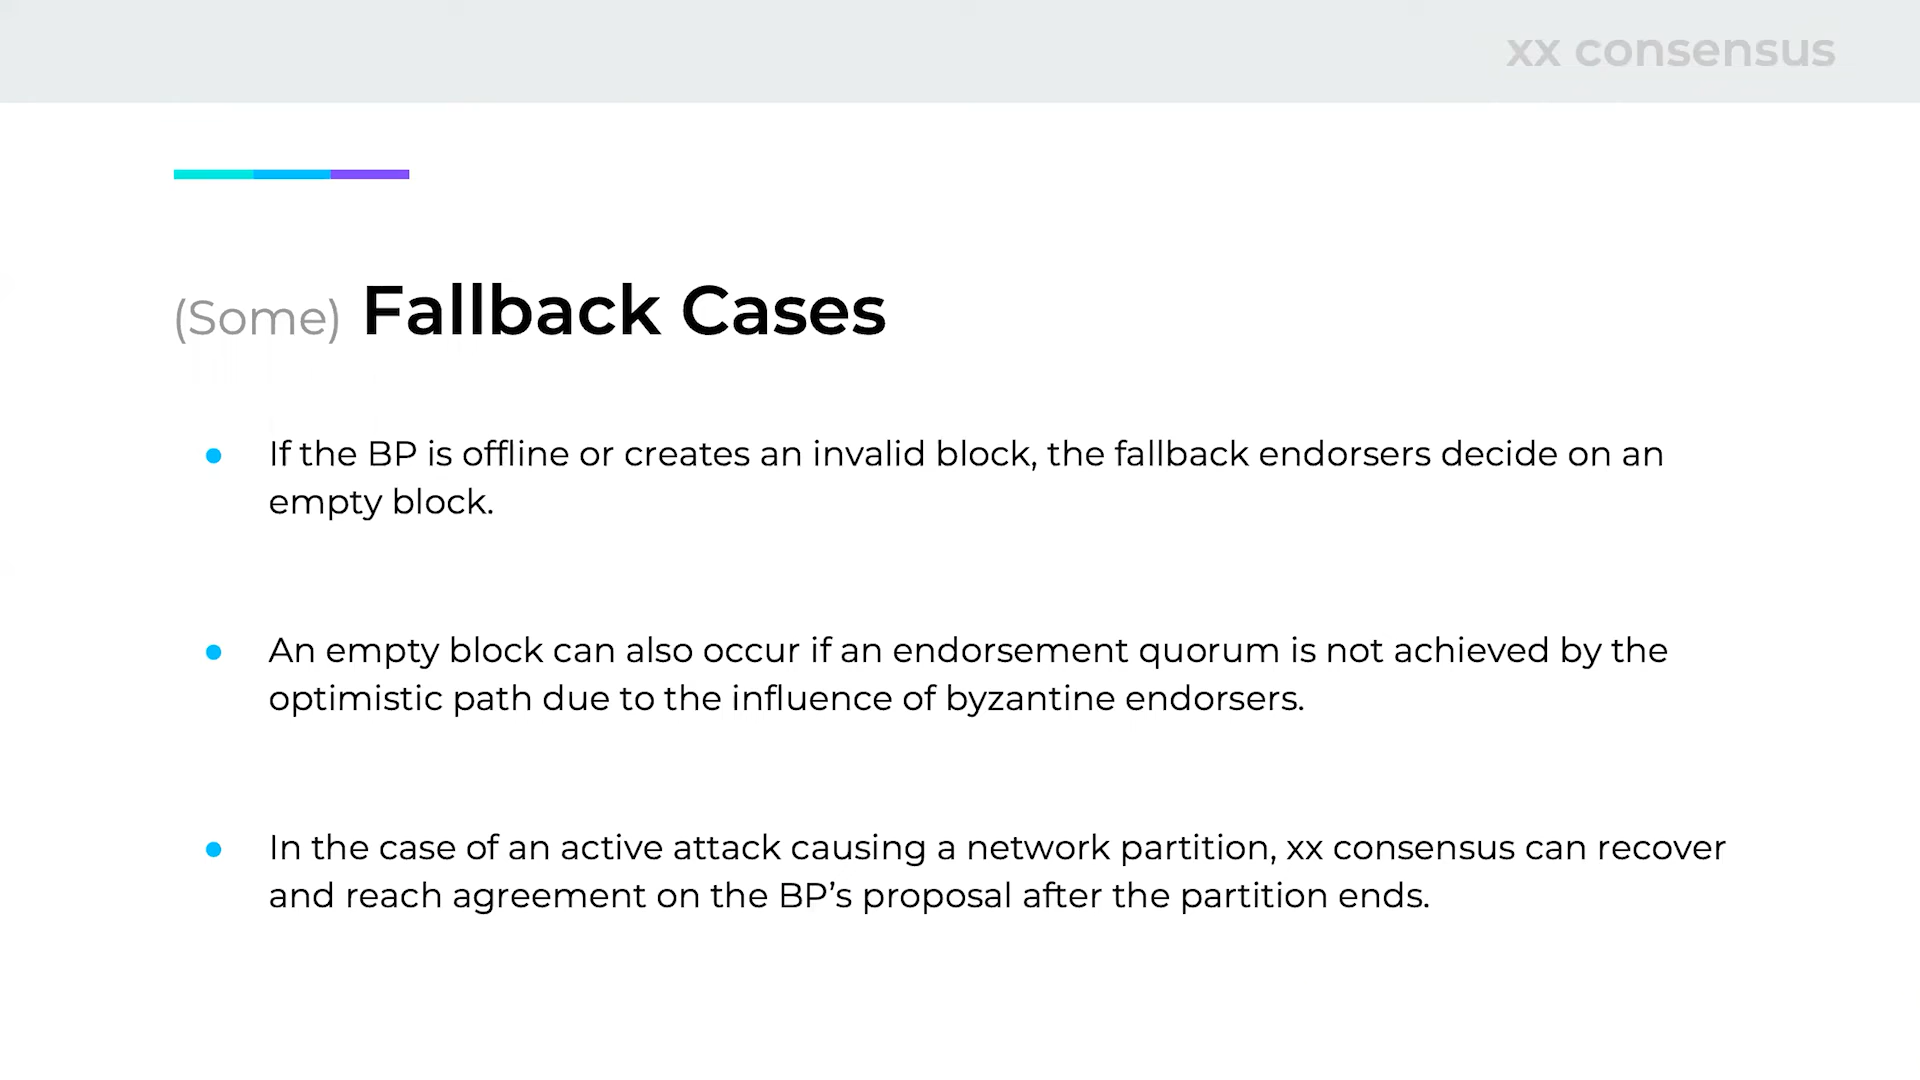 xx consensus
(Some) Fallback Cases
● If the BP is offline or creates an invalid block, the fallback endorsers decide on an
empty block.
● An empty block can also occur if an endorsement quorum is not achieved by the
optimistic path due to the influence of byzantine endorsers.
● In the case of an active attack causing a network partition, xx consensus can recover
and reach agreement on the BP’s proposal after the partition ends.